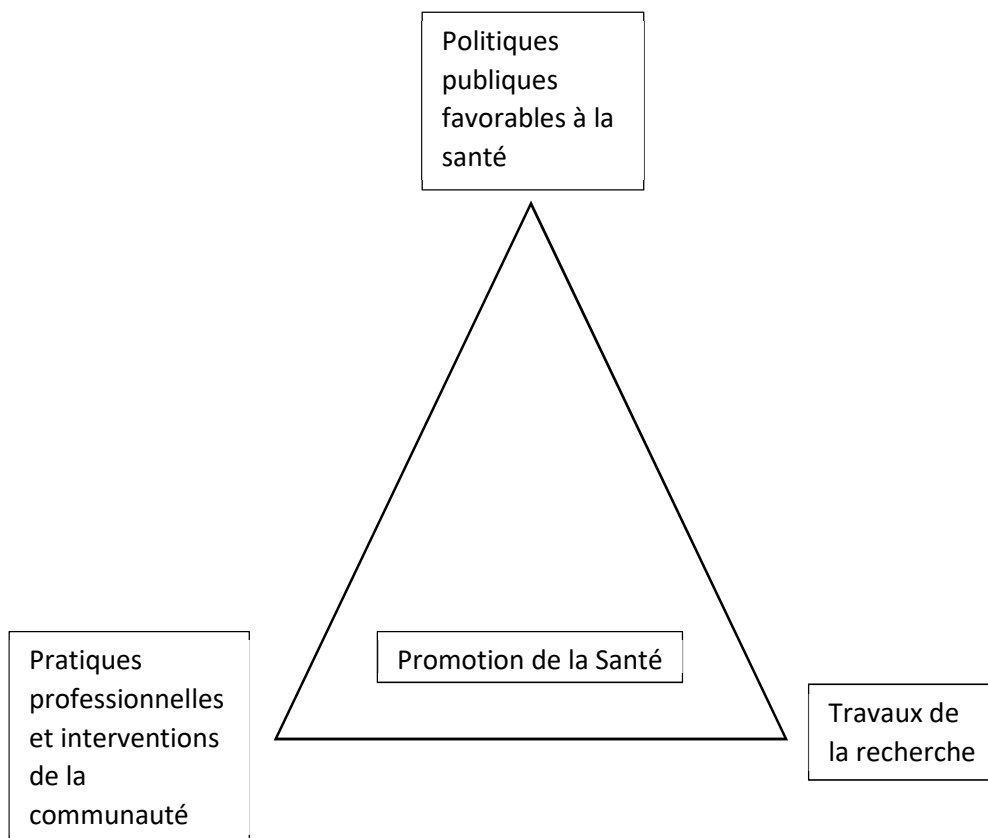 Politiques
publiques
favorables à la
santé
Promotion de la Santé
Pratiques
professionnelles
et interventions
de la
communauté
Travaux de
la recherche